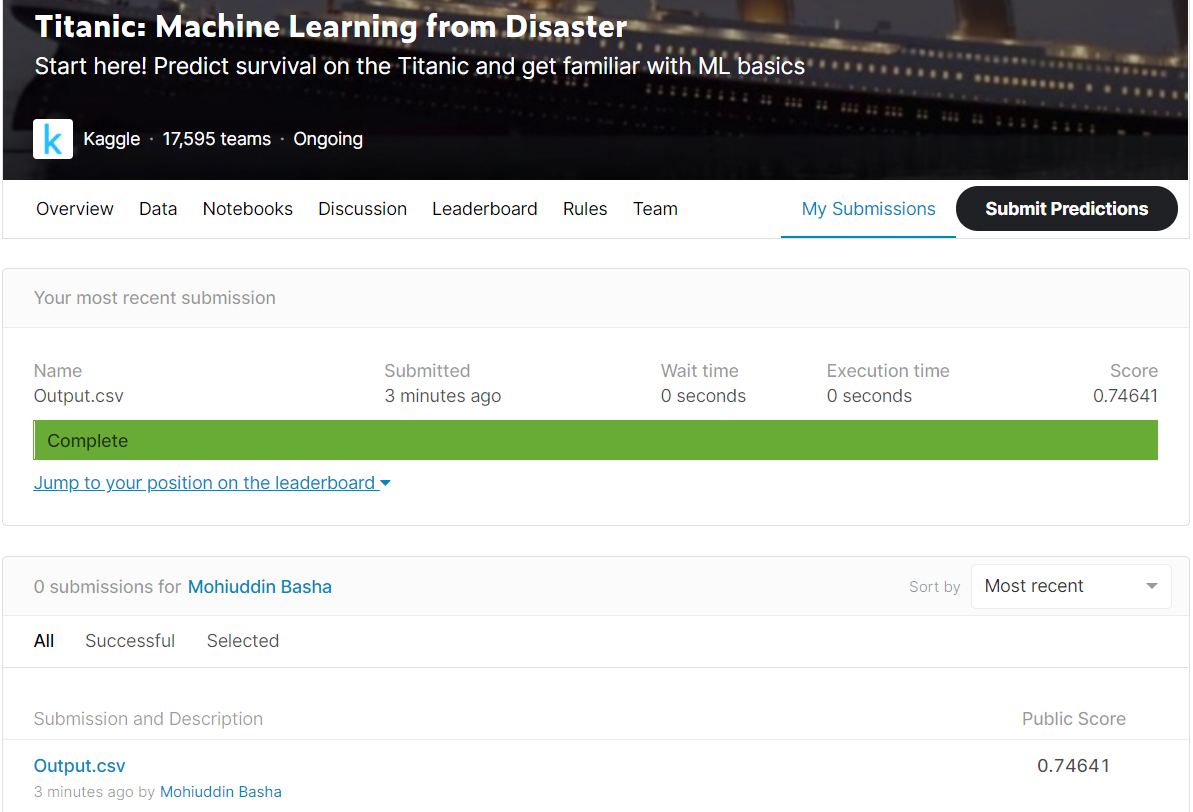 Titanic: Machine Learning from Disaster
Start here! Predict survival on the Titanic and get familiar with ML basics
k Kaggle · 17,595 teams · Ongoing
Overview Data Notebooks Discussion Leaderboard Rules Team My Submissions Submit Predictions
Your most recent submission
Name Submitted Wait time Execution time Score
Output.csv 3 minutes ago 0 seconds 0 seconds 0.74641
Complete
Jump to your position on the leaderboard
0 submissions for Mohiuddin Basha Sort by Most recent
All Successful Selected
Submission and Description Public Score
Output.csv 0.74641
3 minutes ago by Mohiuddin Basha